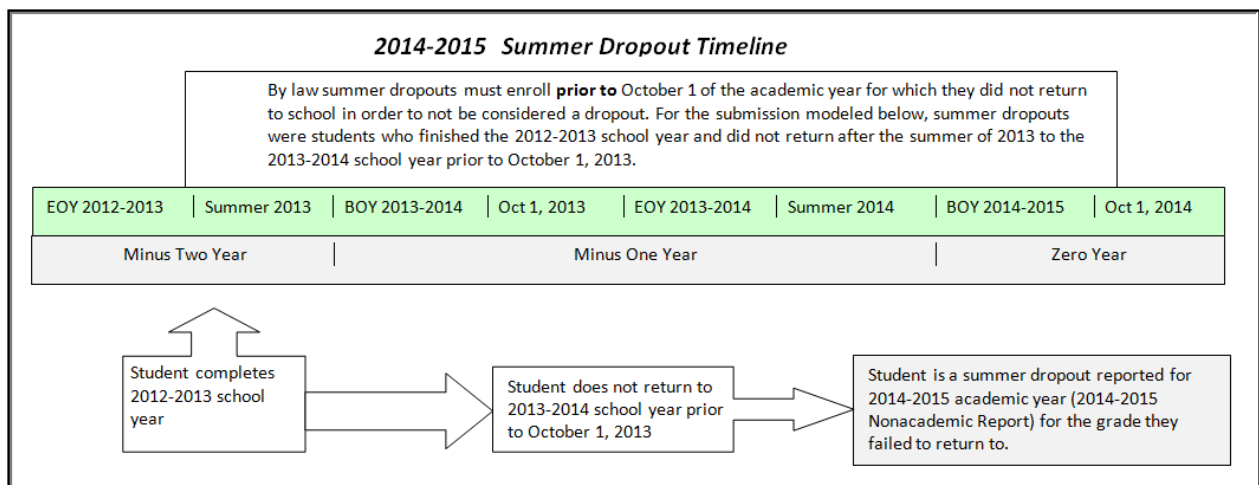 2014-2015 Summer Dropout Timeline
By law summer dropouts must enroll prior to October 1 of the academic year for which they did not return
to school in order to not be considered a dropout. For the submission modeled below, summer dropouts
were students who finished the 2012-2013 school year and did not return after the summer of 2013 to the
2013-2014 school year prior to October 1, 2013.
EOY 2012-2013 Summer 2013 BOY 2013-2014 Oct 1, 2013 EOY 2013-2014 Summer 2014 BOY 2014-2015 Oct 1, 2014
Minus Two Year Minus One Year Zero Year
Student completes
2012-2013 school
year
Student does not return to
2013-2014 school year prior
to October 1, 2013
Student is a summer dropout reported for
2014-2015 academic year (2014-2015
Nonacademic Report) for the grade they
failed to return to.